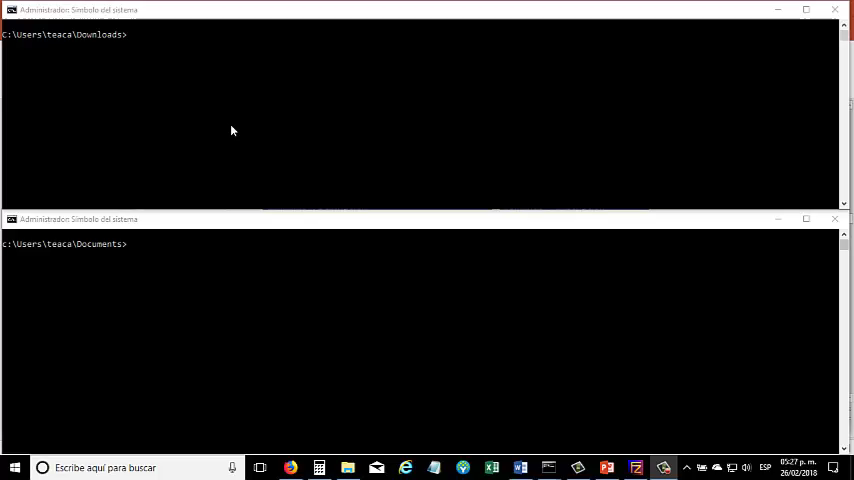 Administrador: Símbolo del sistema
C:\Users\teaca\Downloads>
Administrador: Símbolo del sistema
c:\Users\teaca\Documents>
Escribe aquí para buscar
ESP
05:27 p. m.
26/02/2018